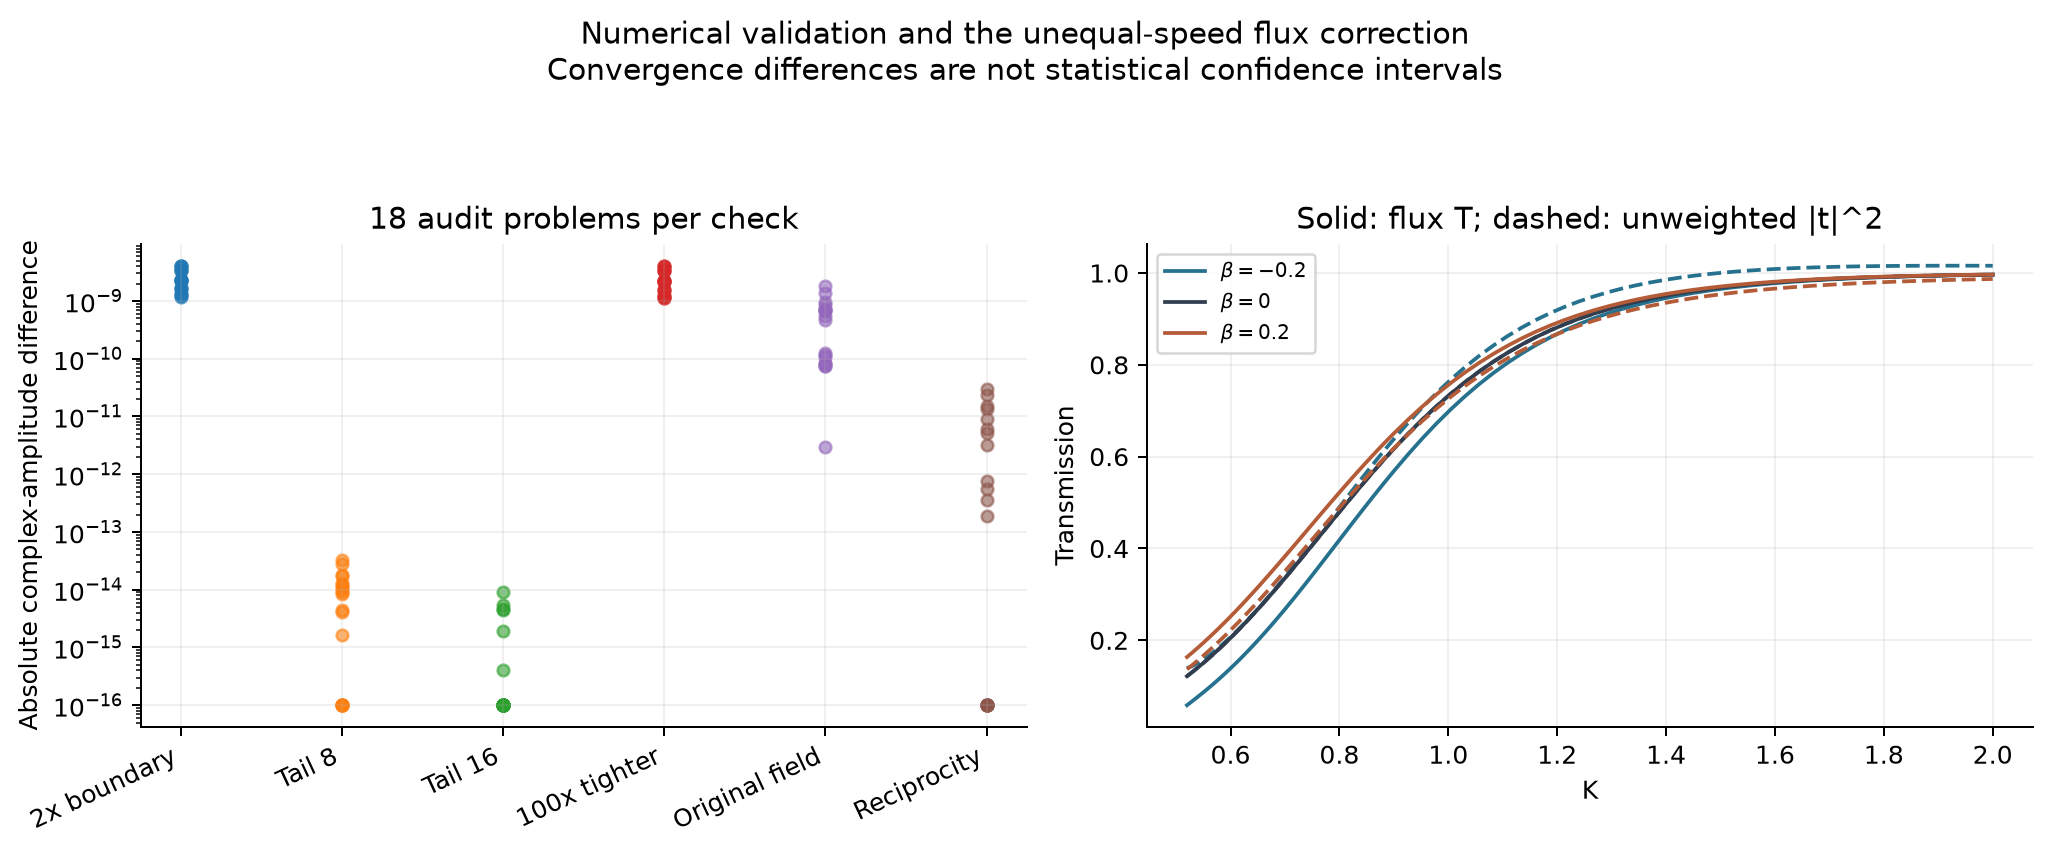 Numerical validation and the unequal-speed flux correction
Convergence differences are not statistical confidence intervals
18 audit problems per check
Absolute complex-amplitude difference
10⁻⁹
10⁻¹⁰
10⁻¹¹
10⁻¹²
10⁻¹³
10⁻¹⁴
10⁻¹⁵
10⁻¹⁶
2x boundary
Tail 8
Tail 16
100x tighter
Original field
Reciprocity
Solid: flux T; dashed: unweighted |t|^2
β = −0.2
β = 0
β = 0.2
Transmission
1.0
0.8
0.6
0.4
0.2
0.6 0.8 1.0 1.2 1.4 1.6 1.8 2.0
K